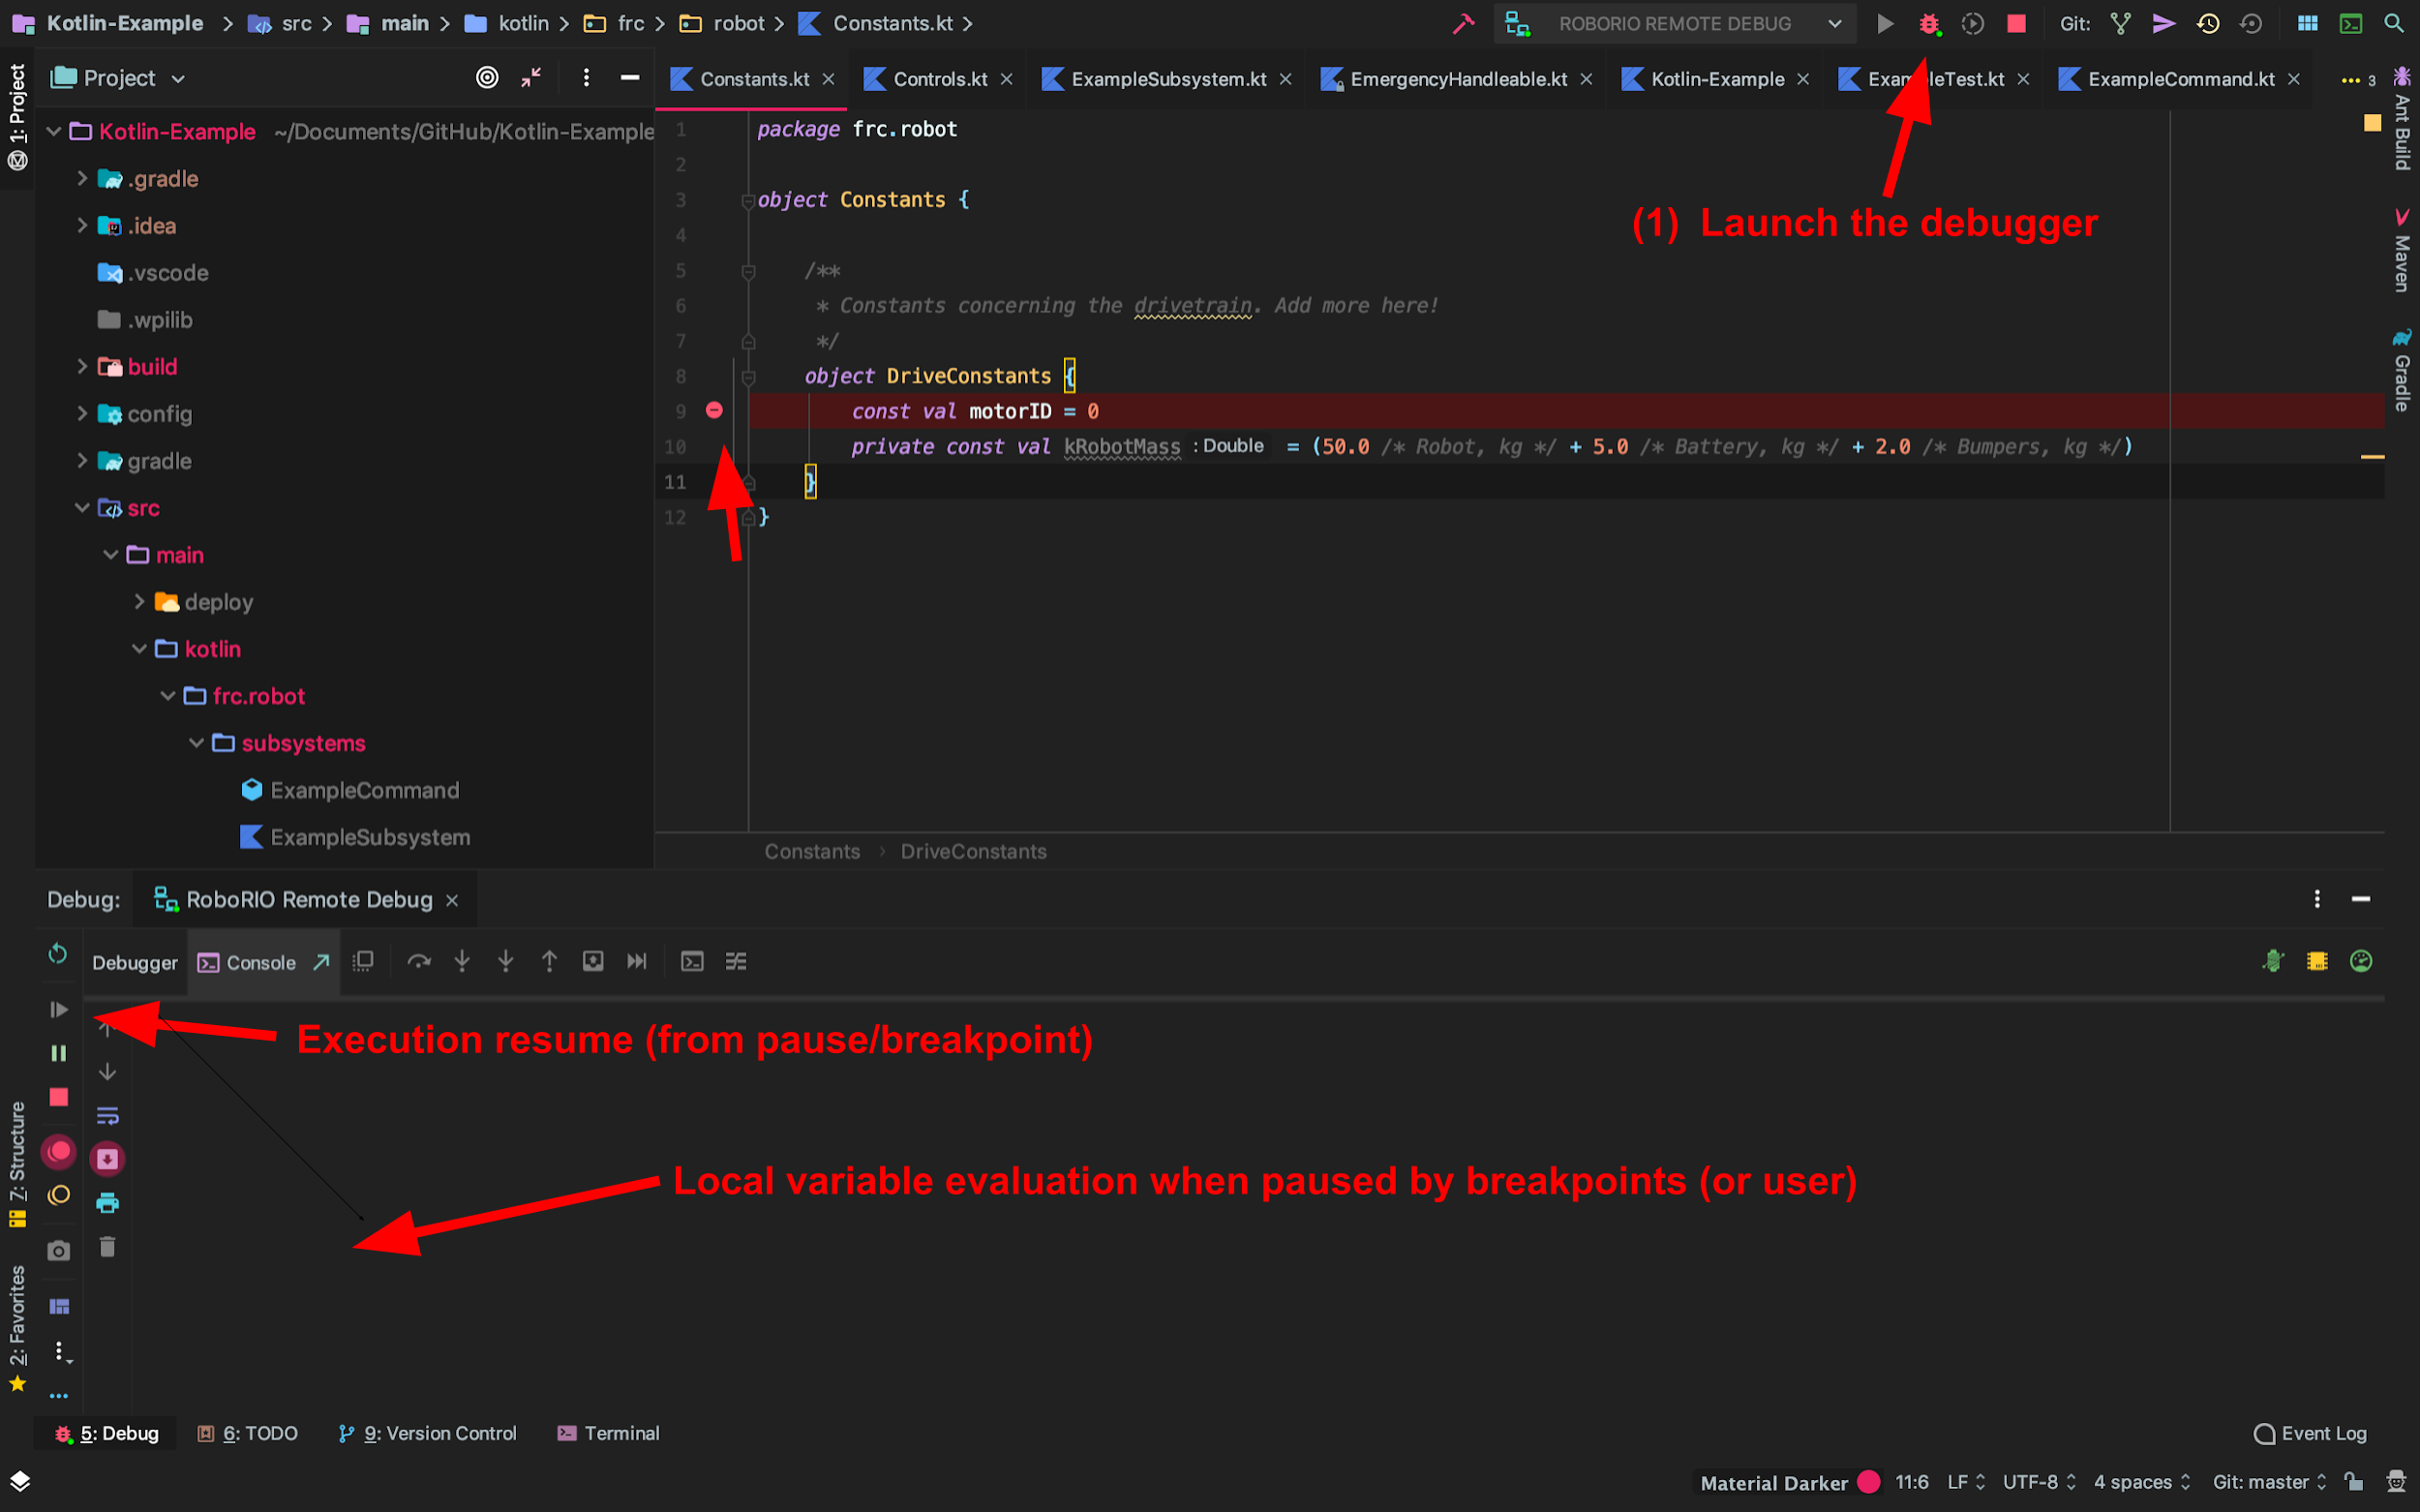 Kotlin-Example > src > main > kotlin > frc > robot > Constants.kt >
ROBORIO REMOTE DEBUG
Git:
1: Project
Project
Constants.kt
Controls.kt
ExampleSubsystem.kt
EmergencyHandleable.kt
Kotlin-Example
ExampleTest.kt
ExampleCommand.kt
3
Ant Build
Maven
Gradle
Kotlin-Example ~/Documents/GitHub/Kotlin-Example
.gradle
.idea
.vscode
.wpilib
build
config
gradle
src
main
deploy
kotlin
frc.robot
subsystems
ExampleCommand
ExampleSubsystem
1 package frc.robot
2
3 object Constants {
4
5 /**
6 * Constants concerning the drivetrain. Add more here!
7 */
8 object DriveConstants {
9 const val motorID = 0
10 private const val kRobotMass : Double = (50.0 /* Robot, kg */ + 5.0 /* Battery, kg */ + 2.0 /* Bumpers, kg */)
11 }
12 }
(1) Launch the debugger
Constants > DriveConstants
Debug: RoboRIO Remote Debug
Debugger Console
Execution resume (from pause/breakpoint)
Local variable evaluation when paused by breakpoints (or user)
7: Structure
2: Favorites
5: Debug 6: TODO 9: Version Control Terminal
Event Log
Material Darker 11:6 LF UTF-8 4 spaces Git: master